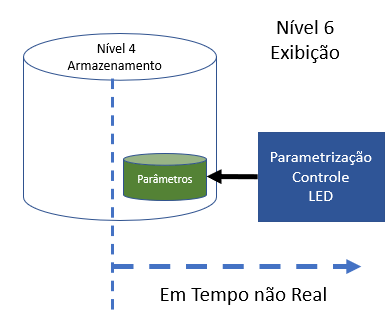 Nível 6
Exibição
Nível 4
Armazenamento
Parâmetros
Parametrização
Controle
LED
Em Tempo não Real